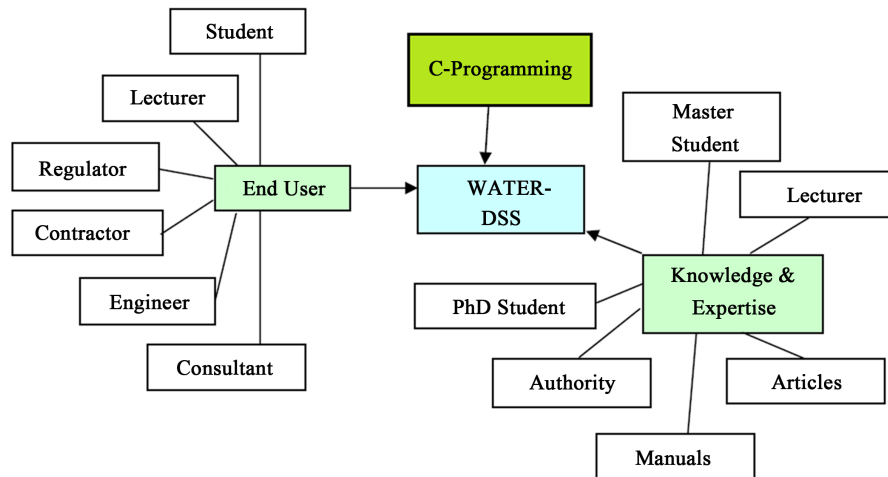 Student
C-Programming
Lecturer
Master
Student
Regulator
End User
WATER-
DSS
Lecturer
Contractor
Knowledge &
Expertise
Engineer
PhD Student
Consultant
Authority
Articles
Manuals